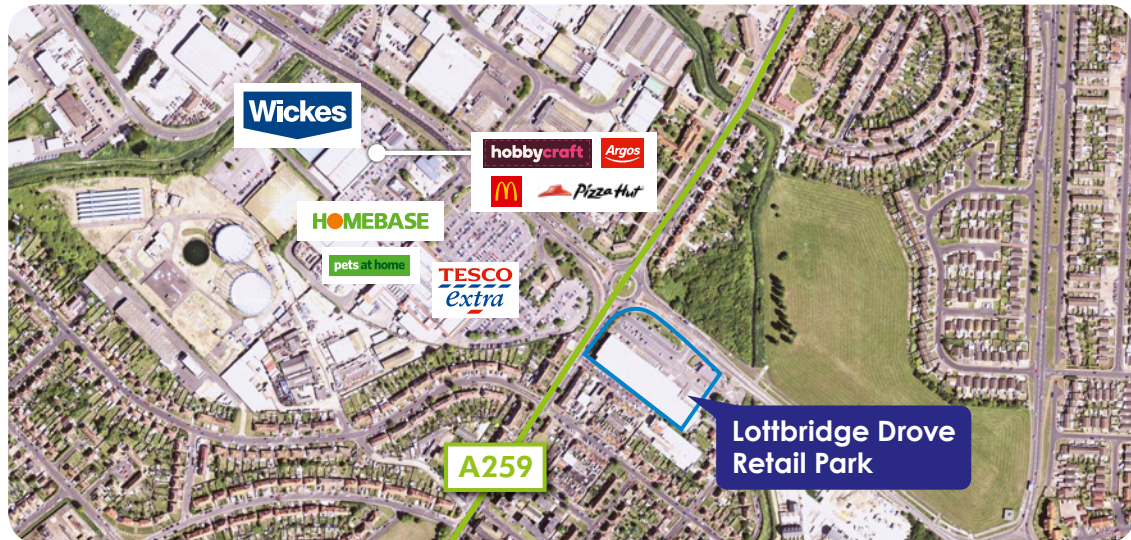 Wickes
hobbycraft
Argos
Pizza Hut
HOMEBASE
pets at home
TESCO
extra
A259
Lottbridge Drove
Retail Park